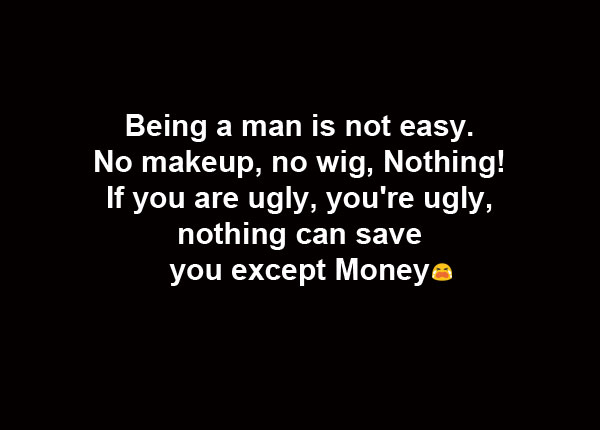 Being a man is not easy.
No makeup, no wig, Nothing!
If you are ugly, you're ugly,
nothing can save
you except Money😫